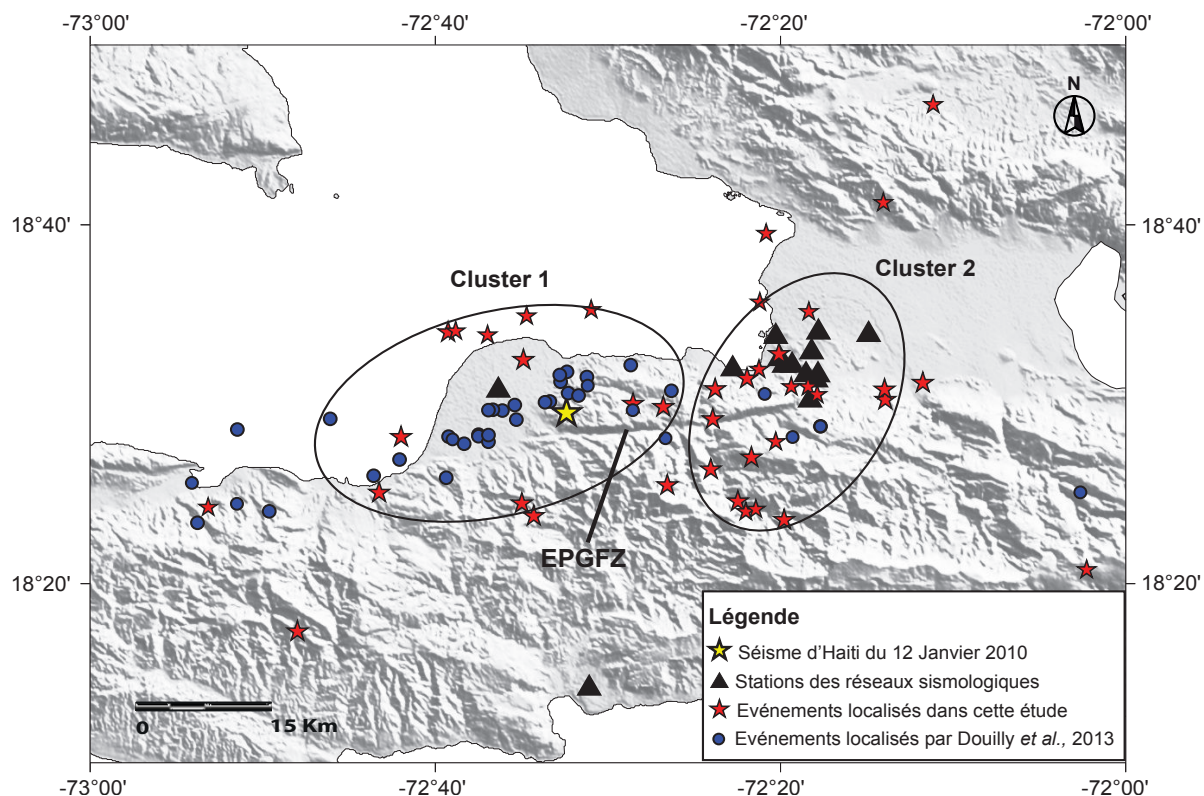 -73°00'
-72°40'
-72°20'
-72°00'
N
18°40'
18°40'
Cluster 1
Cluster 2
EPGFZ
18°20'
18°20'
Légende
Séisme d'Haiti du 12 Janvier 2010
Stations des réseaux sismologiques
Evénements localisés dans cette étude
Evénements localisés par Douilly et al., 2013
0
15 Km
-73°00'
-72°40'
-72°20'
-72°00'